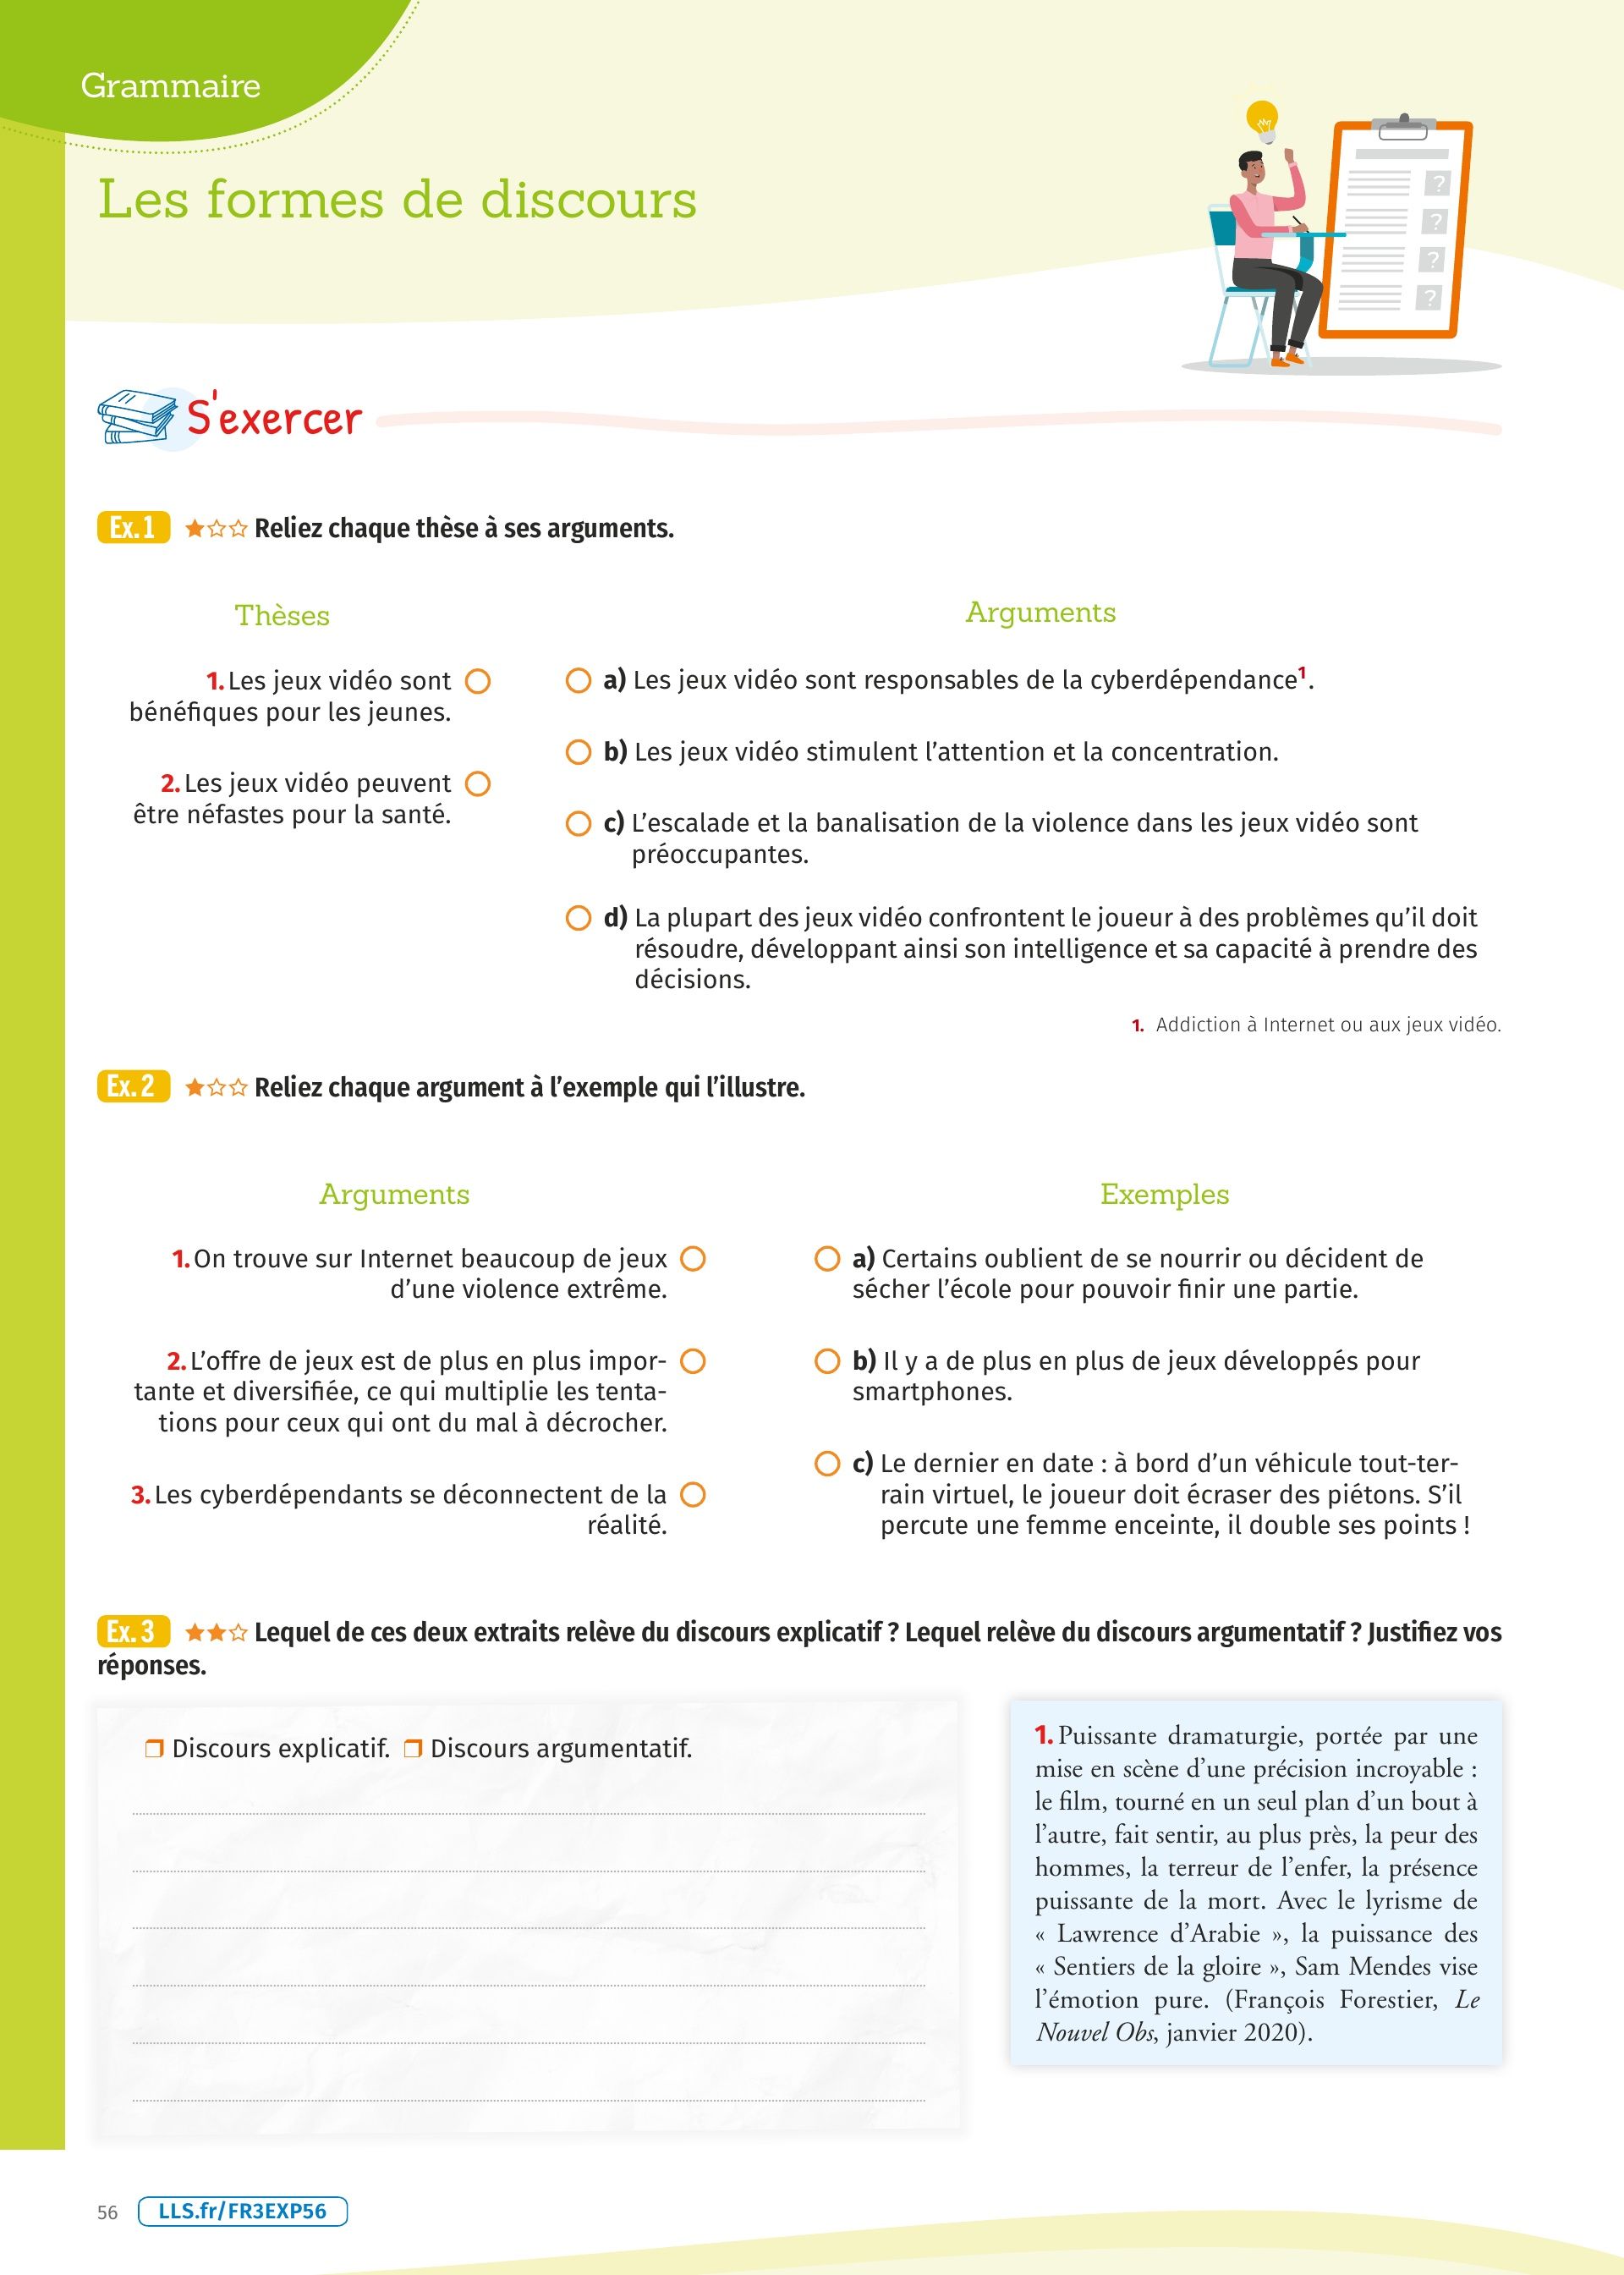 Grammaire
Les formes de discours
?
?
?
?
S'exercer
Ex. 1 Reliez chaque thèse à ses arguments.
Thèses
1. Les jeux vidéo sont
bénéfiques pour les jeunes.
2. Les jeux vidéo peuvent
être néfastes pour la santé.
Arguments
a) Les jeux vidéo sont responsables de la cyberdépendance¹.
b) Les jeux vidéo stimulent l’attention et la concentration.
c) L’escalade et la banalisation de la violence dans les jeux vidéo sont
préoccupantes.
d) La plupart des jeux vidéo confrontent le joueur à des problèmes qu’il doit
résoudre, développant ainsi son intelligence et sa capacité à prendre des
décisions.
1. Addiction à Internet ou aux jeux vidéo.
Ex. 2 Reliez chaque argument à l’exemple qui l’illustre.
Arguments
1. On trouve sur Internet beaucoup de jeux
d’une violence extrême.
2. L’offre de jeux est de plus en plus impor-
tante et diversifiée, ce qui multiplie les tenta-
tions pour ceux qui ont du mal à décrocher.
3. Les cyberdépendants se déconnectent de la
réalité.
Exemples
a) Certains oublient de se nourrir ou décident de
sécher l’école pour pouvoir finir une partie.
b) Il y a de plus en plus de jeux développés pour
smartphones.
c) Le dernier en date : à bord d’un véhicule tout-ter-
rain virtuel, le joueur doit écraser des piétons. S’il
percute une femme enceinte, il double ses points !
Ex. 3 Lequel de ces deux extraits relève du discours explicatif ? Lequel relève du discours argumentatif ? Justifiez vos
réponses.
Discours explicatif. Discours argumentatif.
1. Puissante dramaturgie, portée par une
mise en scène d’une précision incroyable :
le film, tourné en un seul plan d’un bout à
l’autre, fait sentir, au plus près, la peur des
hommes, la terreur de l’enfer, la présence
puissante de la mort. Avec le lyrisme de
« Lawrence d’Arabie », la puissance des
« Sentiers de la gloire », Sam Mendes vise
l’émotion pure. (François Forestier, Le
Nouvel Obs, janvier 2020).
56 LLS.fr/FR3EXP56